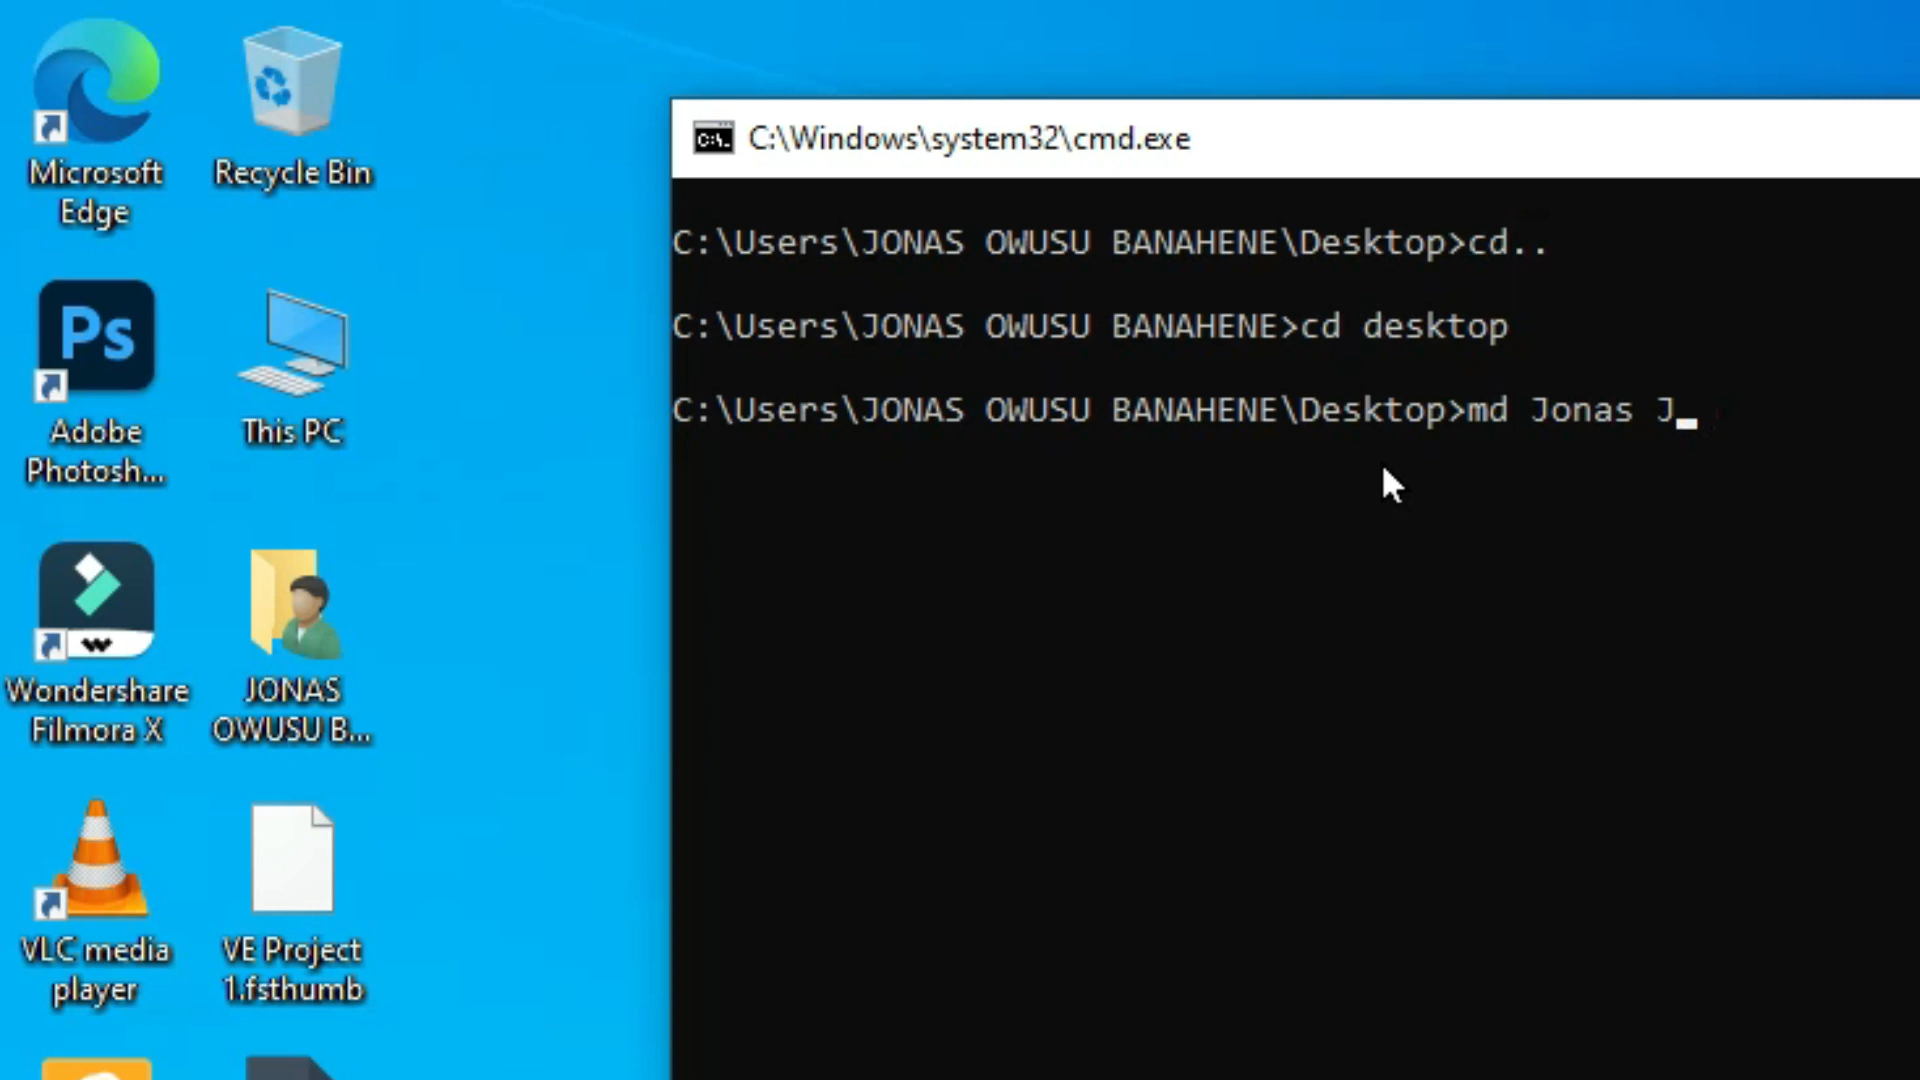 Microsoft
Edge
Recycle Bin
Ps
Adobe
Photosh...
This PC
Wondershare
Filmora X
JONAS
OWUSU B...
VLC media
player
VE Project
1.fsthumb
C:\Windows\system32\cmd.exe
C:\Users\JONAS OWUSU BANAHENE\Desktop>cd..
C:\Users\JONAS OWUSU BANAHENE>cd desktop
C:\Users\JONAS OWUSU BANAHENE\Desktop>md Jonas J_